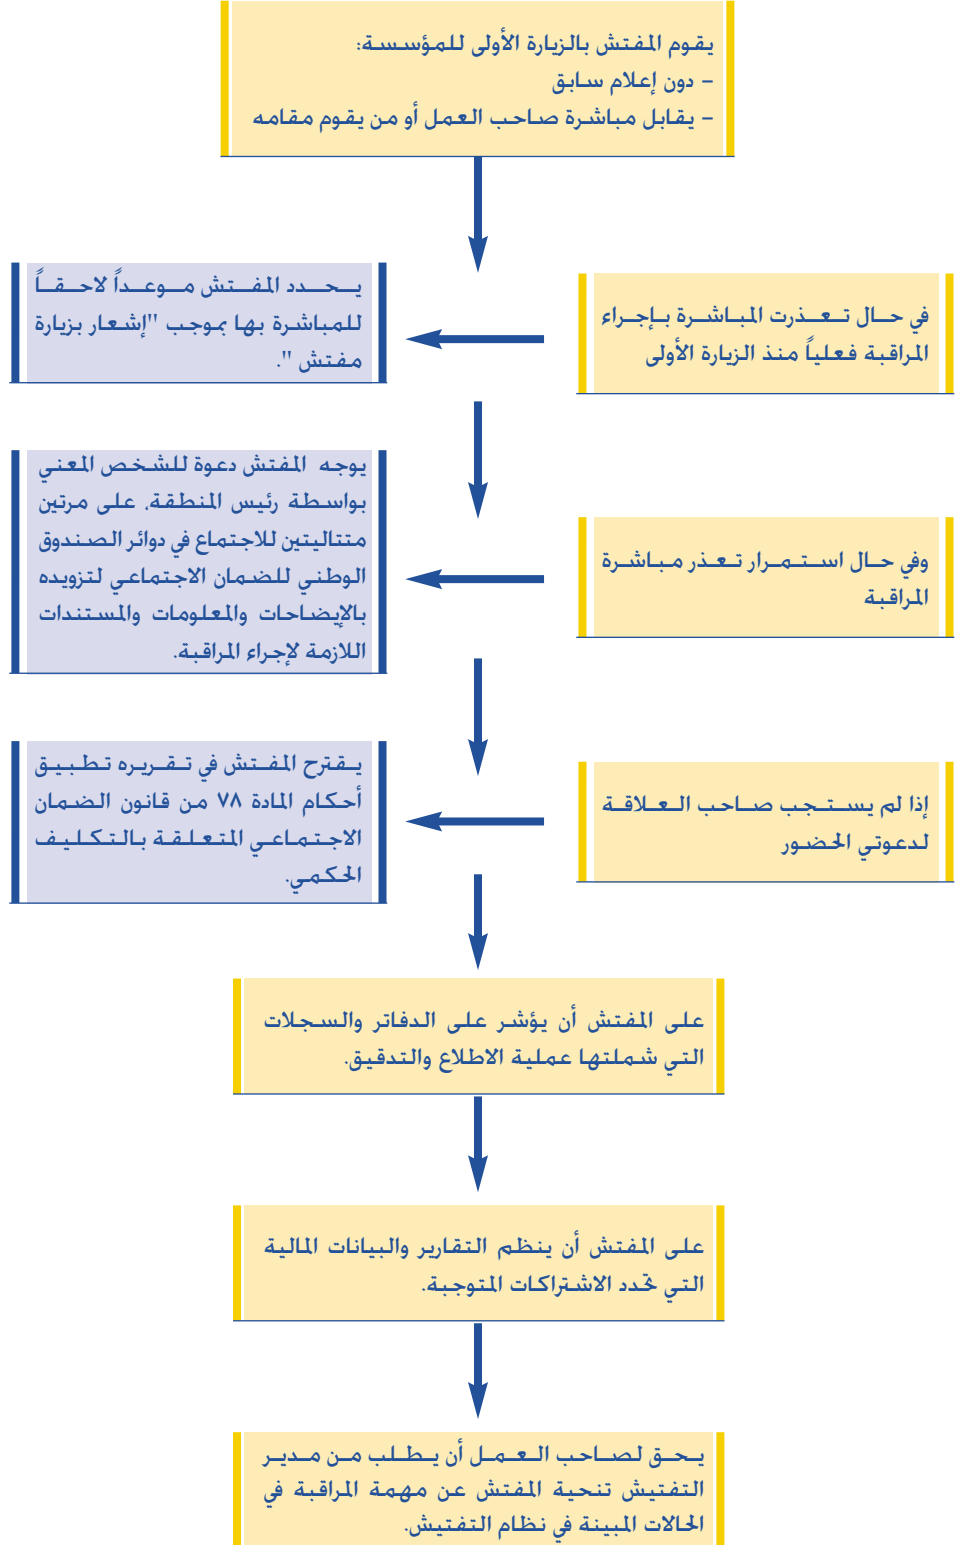 يقوم المفتش بالزيارة الأولى للمؤسسة:
– دون إعلام سابق
– يقابل مباشرة صاحب العمل أو من يقوم مقامه
في حال تعذرت المباشرة بإجراء
المراقبة فعلياً منذ الزيارة الأولى
يحدد المفتش موعداً لاحقاً
للمباشرة بها بموجب "إشعار بزيارة
مفتش ".
وفي حال استمرار تعذر مباشرة
المراقبة
يوجه المفتش دعوة للشخص المعني
بواسطة رئيس المنطقة، على مرتين
متتاليتين للاجتماع في دوائر الصندوق
الوطني للضمان الاجتماعي لتزويده
بالإيضاحات والمعلومات والمستندات
اللازمة لإجراء المراقبة.
إذا لم يستجب صاحب العلاقة
لدعوتي الحضور
يقترح المفتش في تقريره تطبيق
أحكام المادة ٧٨ من قانون الضمان
الاجتماعي المتعلقة بالتكليف
الحكمي.
على المفتش أن يؤشر على الدفاتر والسجلات
التي شملتها عملية الاطلاع والتدقيق.
على المفتش أن ينظم التقارير والبيانات المالية
التي تحدد الاشتراكات المتوجبة.
يحق لصاحب العمل أن يطلب من مدير
التفتيش تنحية المفتش عن مهمة المراقبة في
الحالات المبينة في نظام التفتيش.